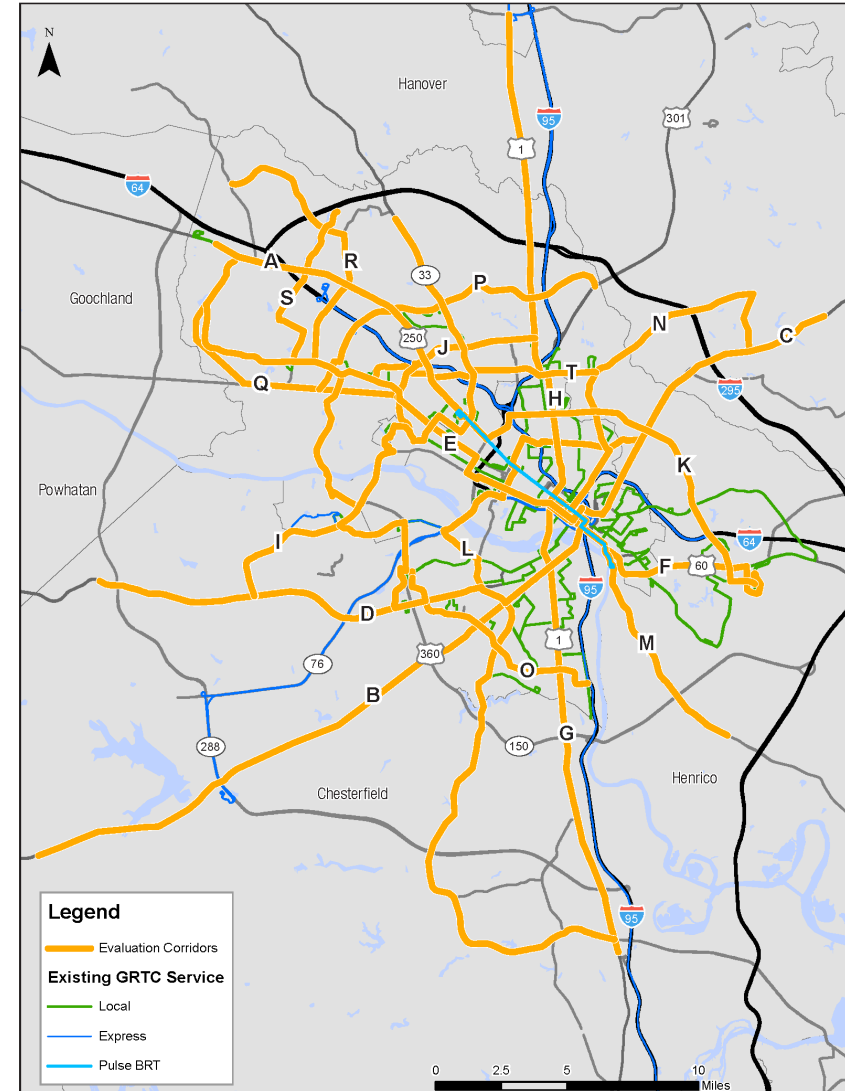 N
Hanover
95
301
1
64
A
R
33
P
Goochland
S
N
250
C
J
T
Q
H
295
E
K
Powhatan
I
L
64
F
60
95
D
1
M
76
360
O
B
G
288
150
Henrico
Chesterfield
95
Legend
Evaluation Corridors
Existing GRTC Service
Local
Express
Pulse BRT
0 2.5 5 10
Miles